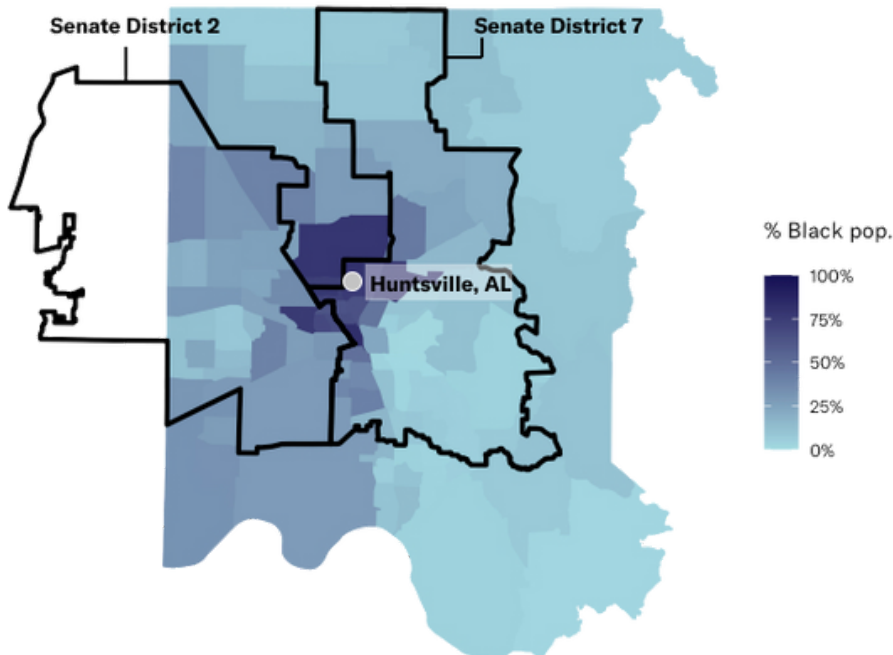 Senate District 2
Senate District 7
% Black pop.
Huntsville, AL
100%
75%
50%
25%
0%